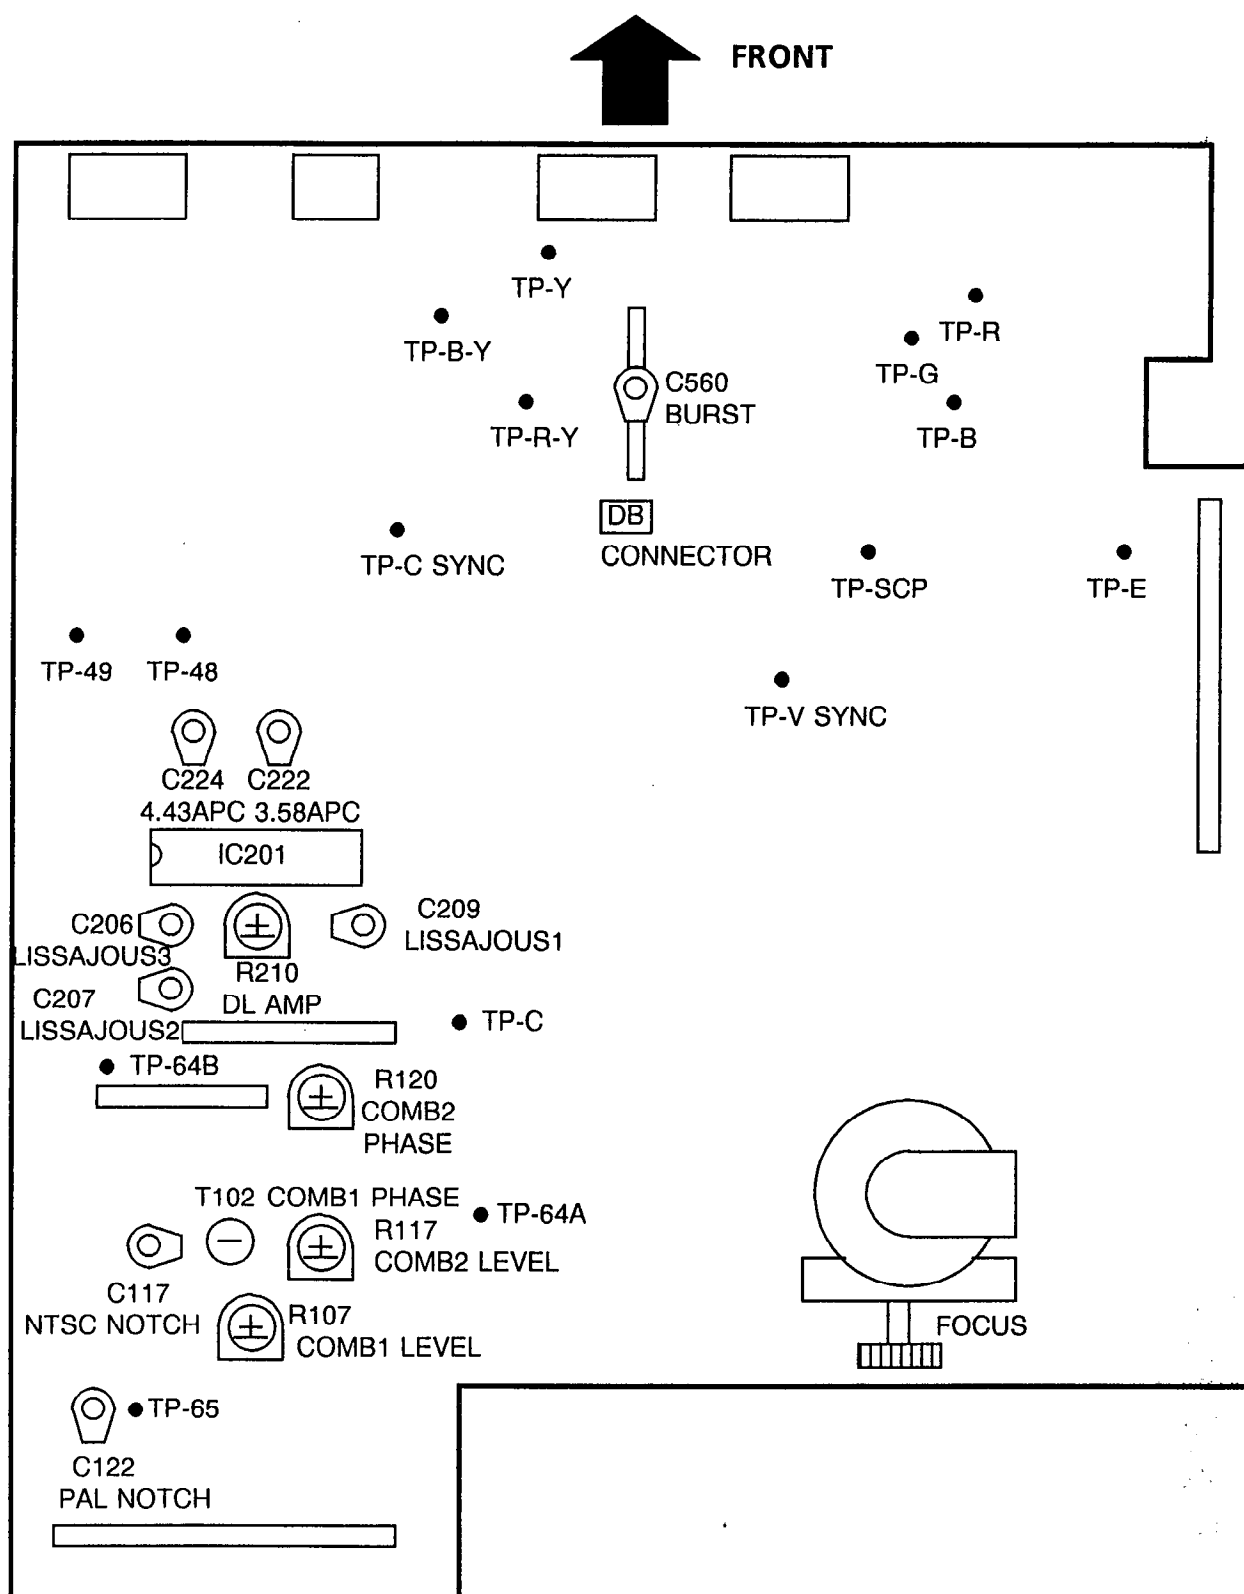 FRONT
TP-Y
TP-R
TP-B-Y
TP-G
C560
BURST
TP-R-Y
TP-B
DB
CONNECTOR
TP-C SYNC
TP-SCP
TP-E
TP-49
TP-48
TP-V SYNC
C224
C222
4.43APC
3.58APC
IC201
C206
LISSAJOUS3
C209
LISSAJOUS1
R210
DL AMP
C207
LISSAJOUS2
TP-C
TP-64B
R120
COMB2
PHASE
T102 COMB1 PHASE
TP-64A
R117
COMB2 LEVEL
C117
NTSC NOTCH
R107
COMB1 LEVEL
FOCUS
TP-65
C122
PAL NOTCH